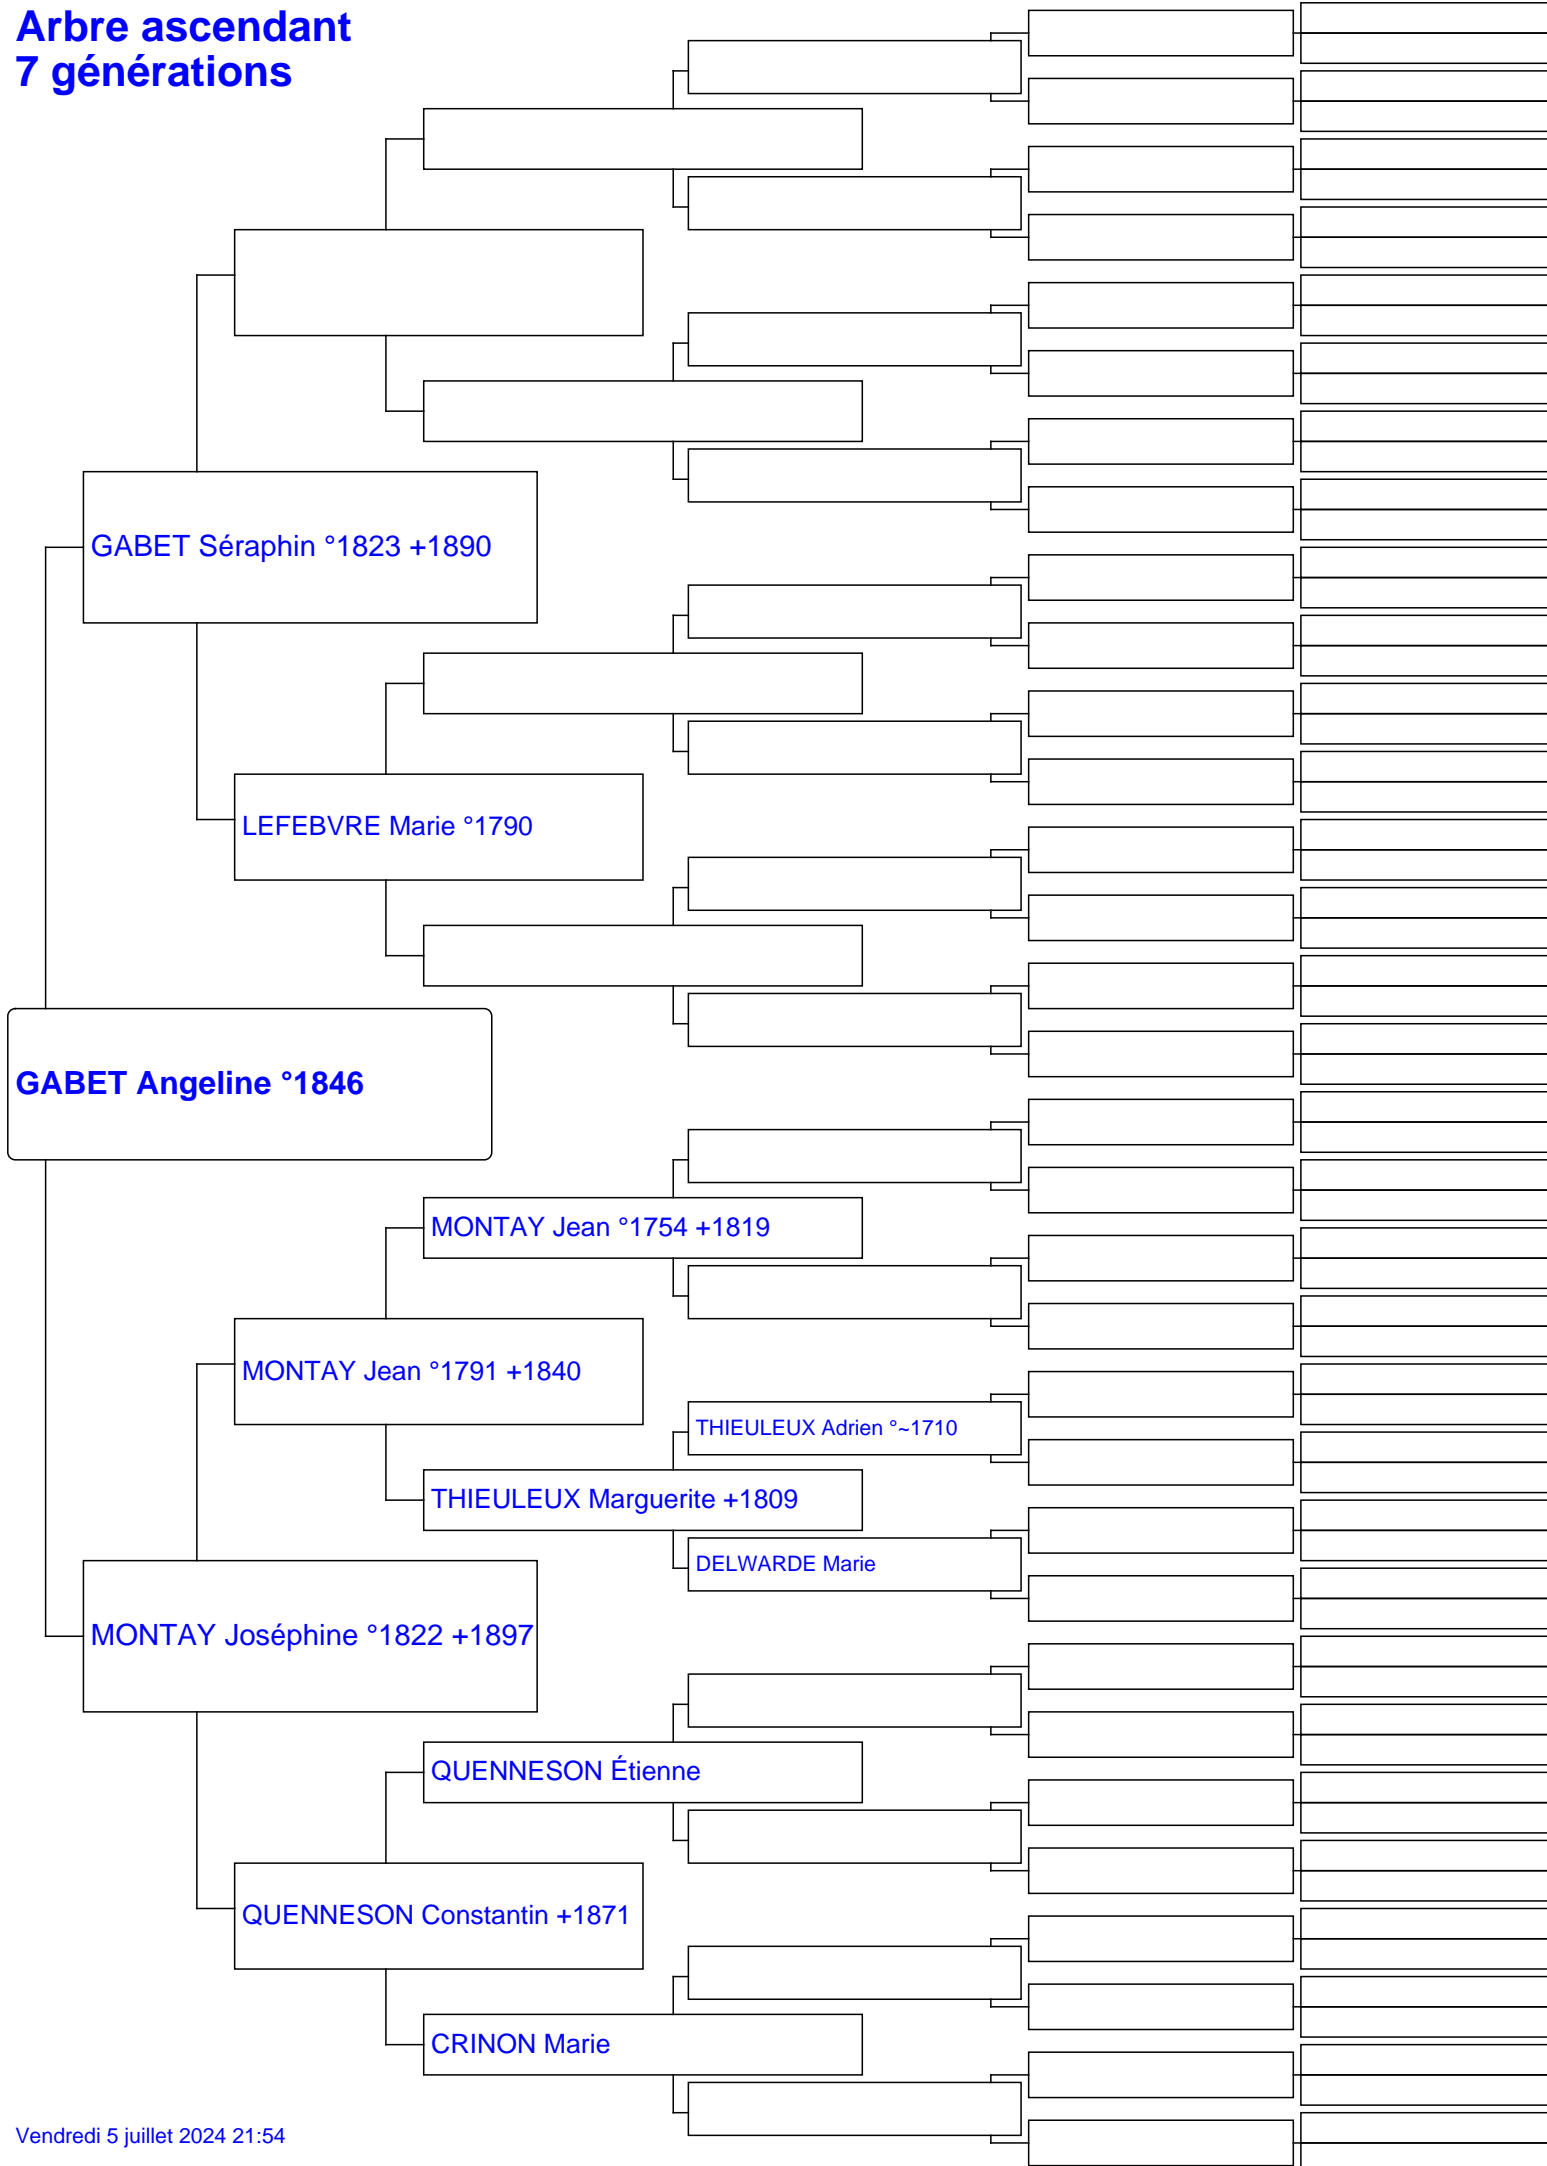 Arbre ascendant
7 générations
GABET Séraphin °1823 +1890
LEFEBVRE Marie °1790
GABET Angeline °1846
MONTAY Jean °1754 +1819
MONTAY Jean °1791 +1840
THIEULEUX Adrien °~1710
THIEULEUX Marguerite +1809
DELWARDE Marie
MONTAY Joséphine °1822 +1897
QUENNESON Étienne
QUENNESON Constantin +1871
CRINON Marie
Vendredi 5 juillet 2024 21:54